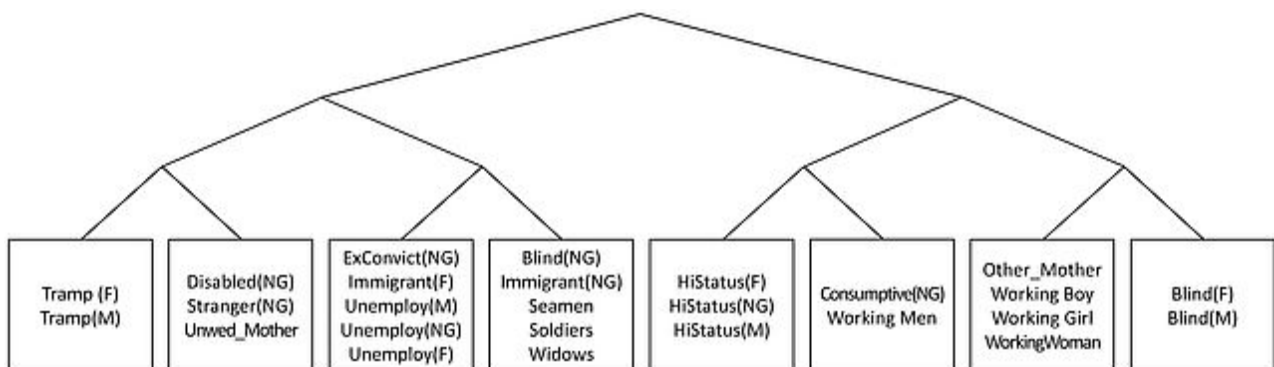 Tramp (F)
Tramp(M)
Disabled(NG)
Stranger(NG)
Unwed_Mother
ExConvict(NG)
Immigrant(F)
Unemploy(M)
Unemploy(NG)
Unemploy(F)
Blind(NG)
Immigrant(NG)
Seamen
Soldiers
Widows
HiStatus(F)
HiStatus(NG)
HiStatus(M)
Consumptive(NG)
Working Men
Other_Mother
Working Boy
Working Girl
WorkingWoman
Blind(F)
Blind(M)